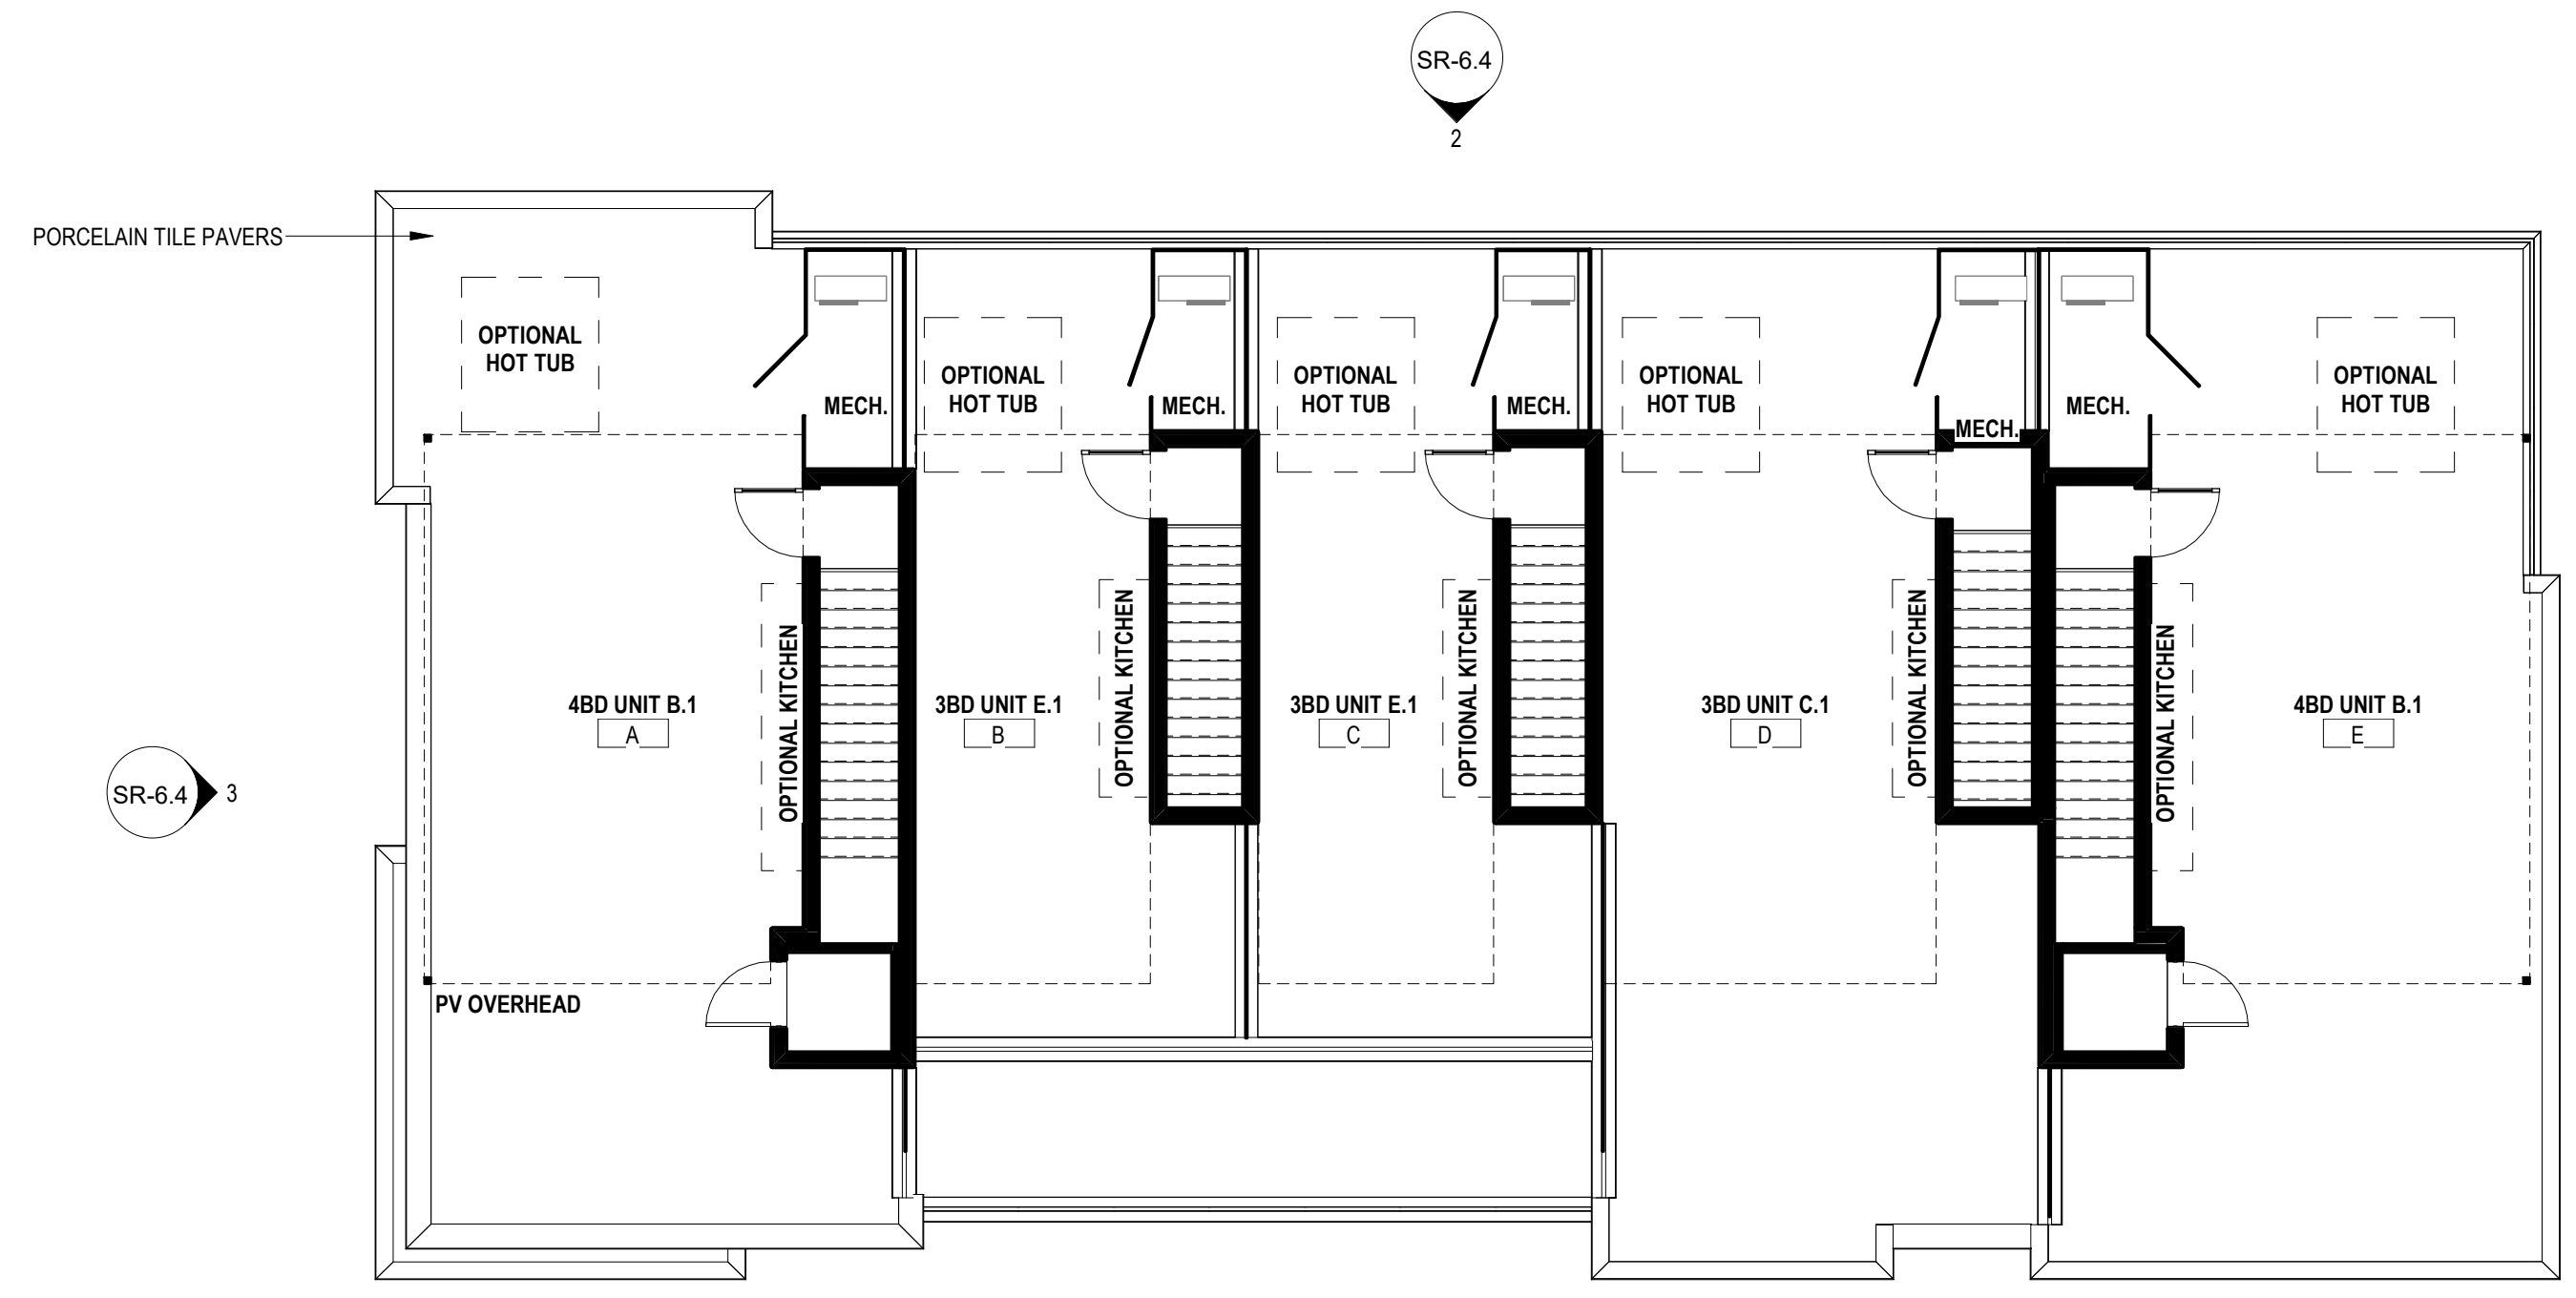 SR-6.4
2
PORCELAIN TILE PAVERS
OPTIONAL
HOT TUB
OPTIONAL
HOT TUB
OPTIONAL
HOT TUB
OPTIONAL
HOT TUB
OPTIONAL
HOT TUB
MECH.
MECH.
MECH.
MECH.
MECH.
OPTIONAL KITCHEN
OPTIONAL KITCHEN
OPTIONAL KITCHEN
OPTIONAL KITCHEN
OPTIONAL KITCHEN
4BD UNIT B.1
A
3BD UNIT E.1
B
3BD UNIT E.1
C
3BD UNIT C.1
D
4BD UNIT B.1
E
SR-6.4
3
PV OVERHEAD